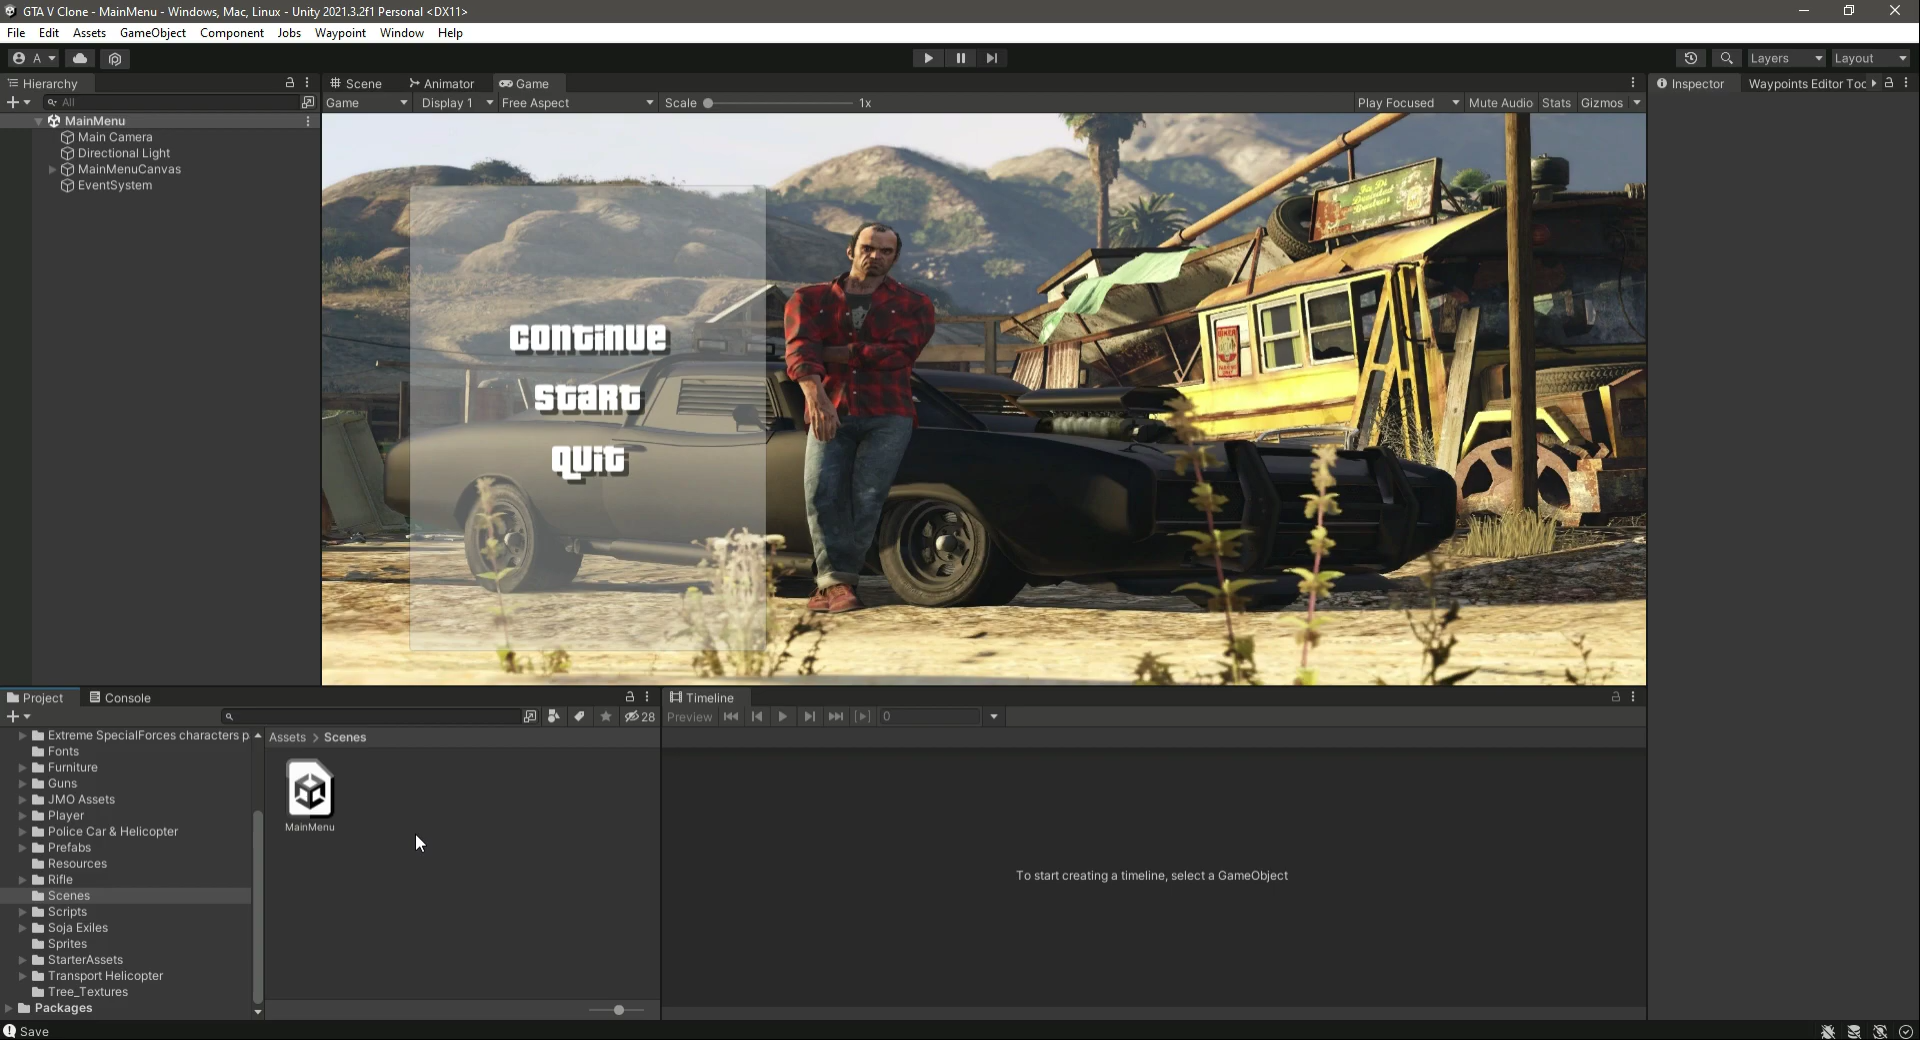 GTA V Clone - MainMenu - Windows, Mac, Linux - Unity 2021.3.2f1 Personal <DX11>
File Edit Assets GameObject Component Jobs Waypoint Window Help
A Layers Layout
Hierarchy
All
MainMenu
Main Camera
Directional Light
MainMenuCanvas
EventSystem
Scene Animator Game
Game Display 1 Free Aspect Scale 1x Play Focused Mute Audio Stats Gizmos
Continue
Start
Quit
Inspector Waypoints Editor Toc
Project Console
28
Extreme SpecialForces characters p
Fonts
Furniture
Guns
JMO Assets
Player
Police Car & Helicopter
Prefabs
Resources
Rifle
Scenes
Scripts
Soja Exiles
Sprites
StarterAssets
Transport Helicopter
Tree_Textures
Packages
Assets > Scenes
MainMenu
Timeline
Preview 0
To start creating a timeline, select a GameObject
Save